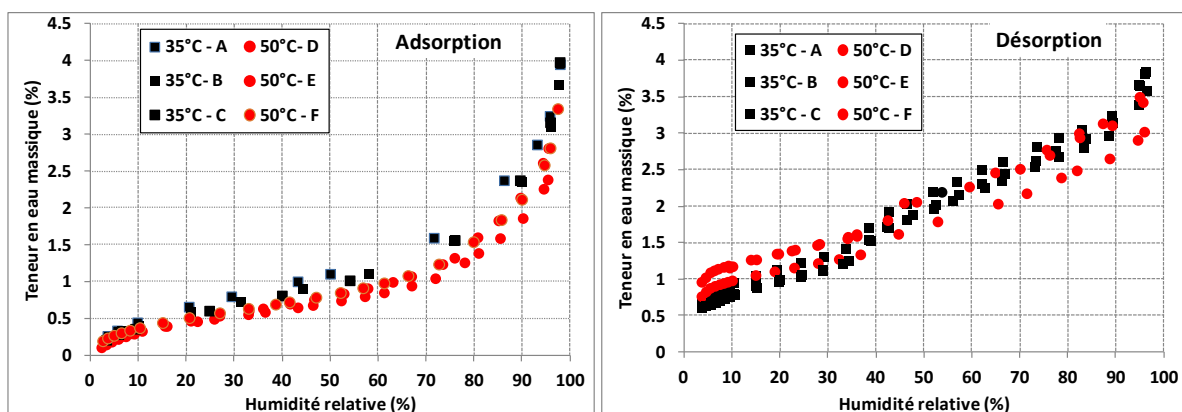 Adsorption
35°C - A 50°C- D
35°C- B 50°C- E
35°C - C 50°C- F
Teneur en eau massique (%)
4.5
4
3.5
3
2.5
2
1.5
1
0.5
0
0 10 20 30 40 50 60 70 80 90 100
Humidité relative (%)
Désorption
35°C - A 50°C- D
35°C- B 50°C- E
35°C - C 50°C- F
Teneur en eau massique (%)
4.5
4
3.5
3
2.5
2
1.5
1
0.5
0
0 10 20 30 40 50 60 70 80 90 100
Humidité relative (%)